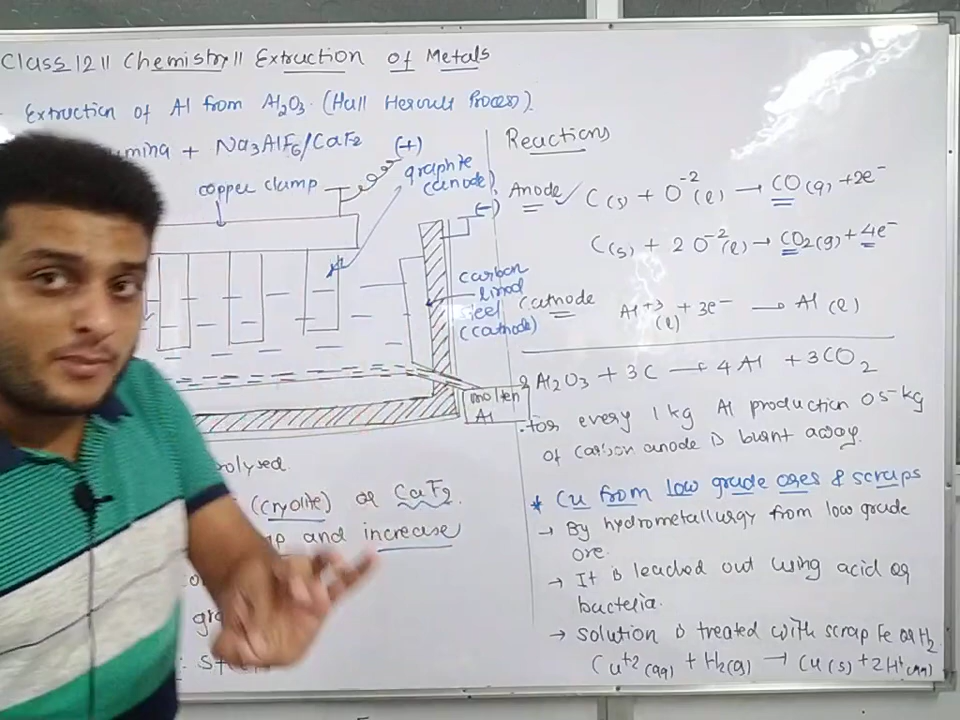 Class 12 || Chemistry || Extraction of Metals
Extraction of Al from Al2O3. (Hall Heroult Process).
mina + Na3AlF6/CaF2
copper clamp
(+)
graphite
(anode)
(-)
carbon
lined
steel
(cathode)
molten
Al
olysed.
(cryolite) or CaF2.
and increase
Reactions
Anode ✓ C(s) + O-2(l) → CO(g) + 2e-
C(s) + 2O-2(l) → CO2(g) + 4e-
Cathode Al+3(l) + 3e- → Al(l)
2Al2O3 + 3C → 4Al + 3CO2
. For every 1 kg Al production 0.5 kg
of carbon anode is burnt away.
* Cu from low grade ores & scraps
→ By hydrometallurgy from low grade
ore.
→ It is leached out using acid or
bacteria.
→ solution is treated with scrap Fe or H2
Cu+2(aq) + H2(g) → Cu(s) + 2H+(aq)